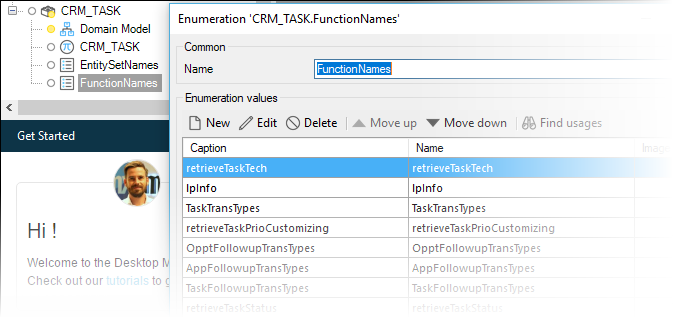 CRM_TASK
Domain Model
CRM_TASK
EntitySetNames
FunctionNames
Get Started
Hi !
Welcome to the Desktop M
Check out our tutorials to g
Enumeration 'CRM_TASK.FunctionNames'
Common
Name FunctionNames
Enumeration values
New Edit Delete Move up Move down Find usages
Caption Name Image
retrieveTaskTech retrieveTaskTech
IpInfo IpInfo
TaskTransTypes TaskTransTypes
retrieveTaskPrioCustomizing retrieveTaskPrioCustomizing
OpptFollowupTransTypes OpptFollowupTransTypes
AppFollowupTransTypes AppFollowupTransTypes
TaskFollowupTransTypes TaskFollowupTransTypes
retrieveTaskStatus retrieveTaskStatus